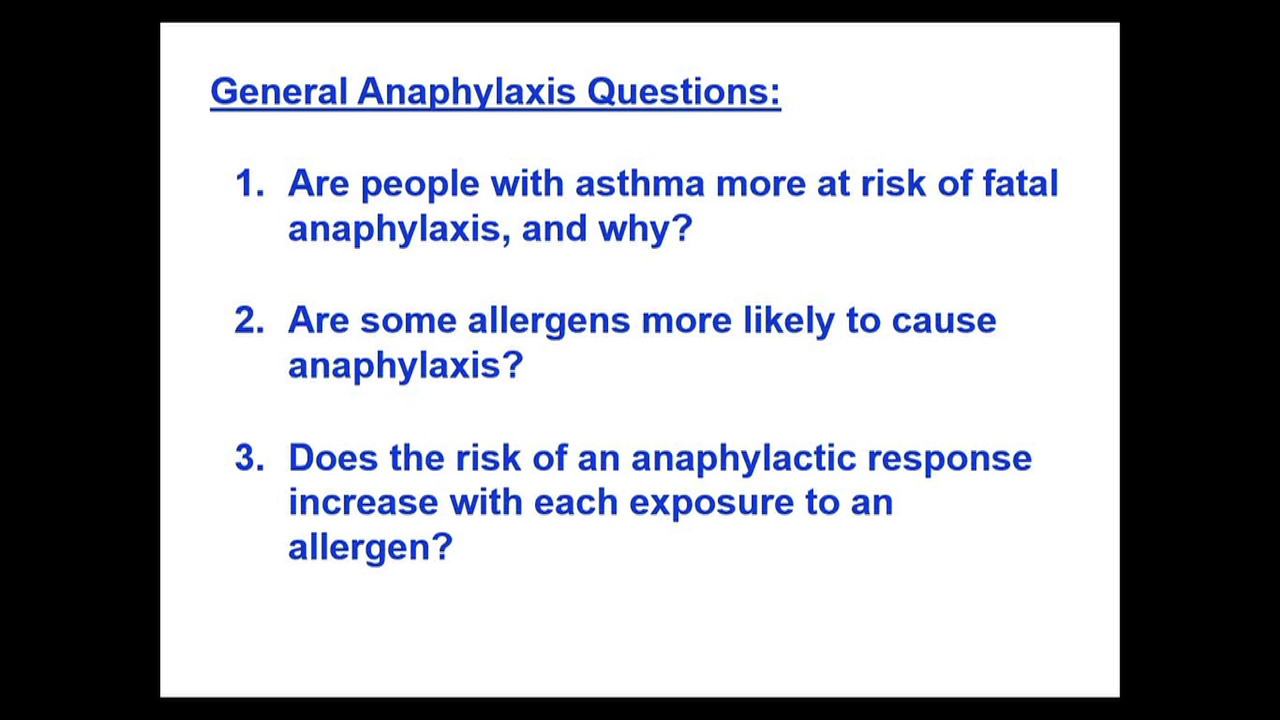 General Anaphylaxis Questions:
1. Are people with asthma more at risk of fatal
anaphylaxis, and why?
2. Are some allergens more likely to cause
anaphylaxis?
3. Does the risk of an anaphylactic response
increase with each exposure to an
allergen?